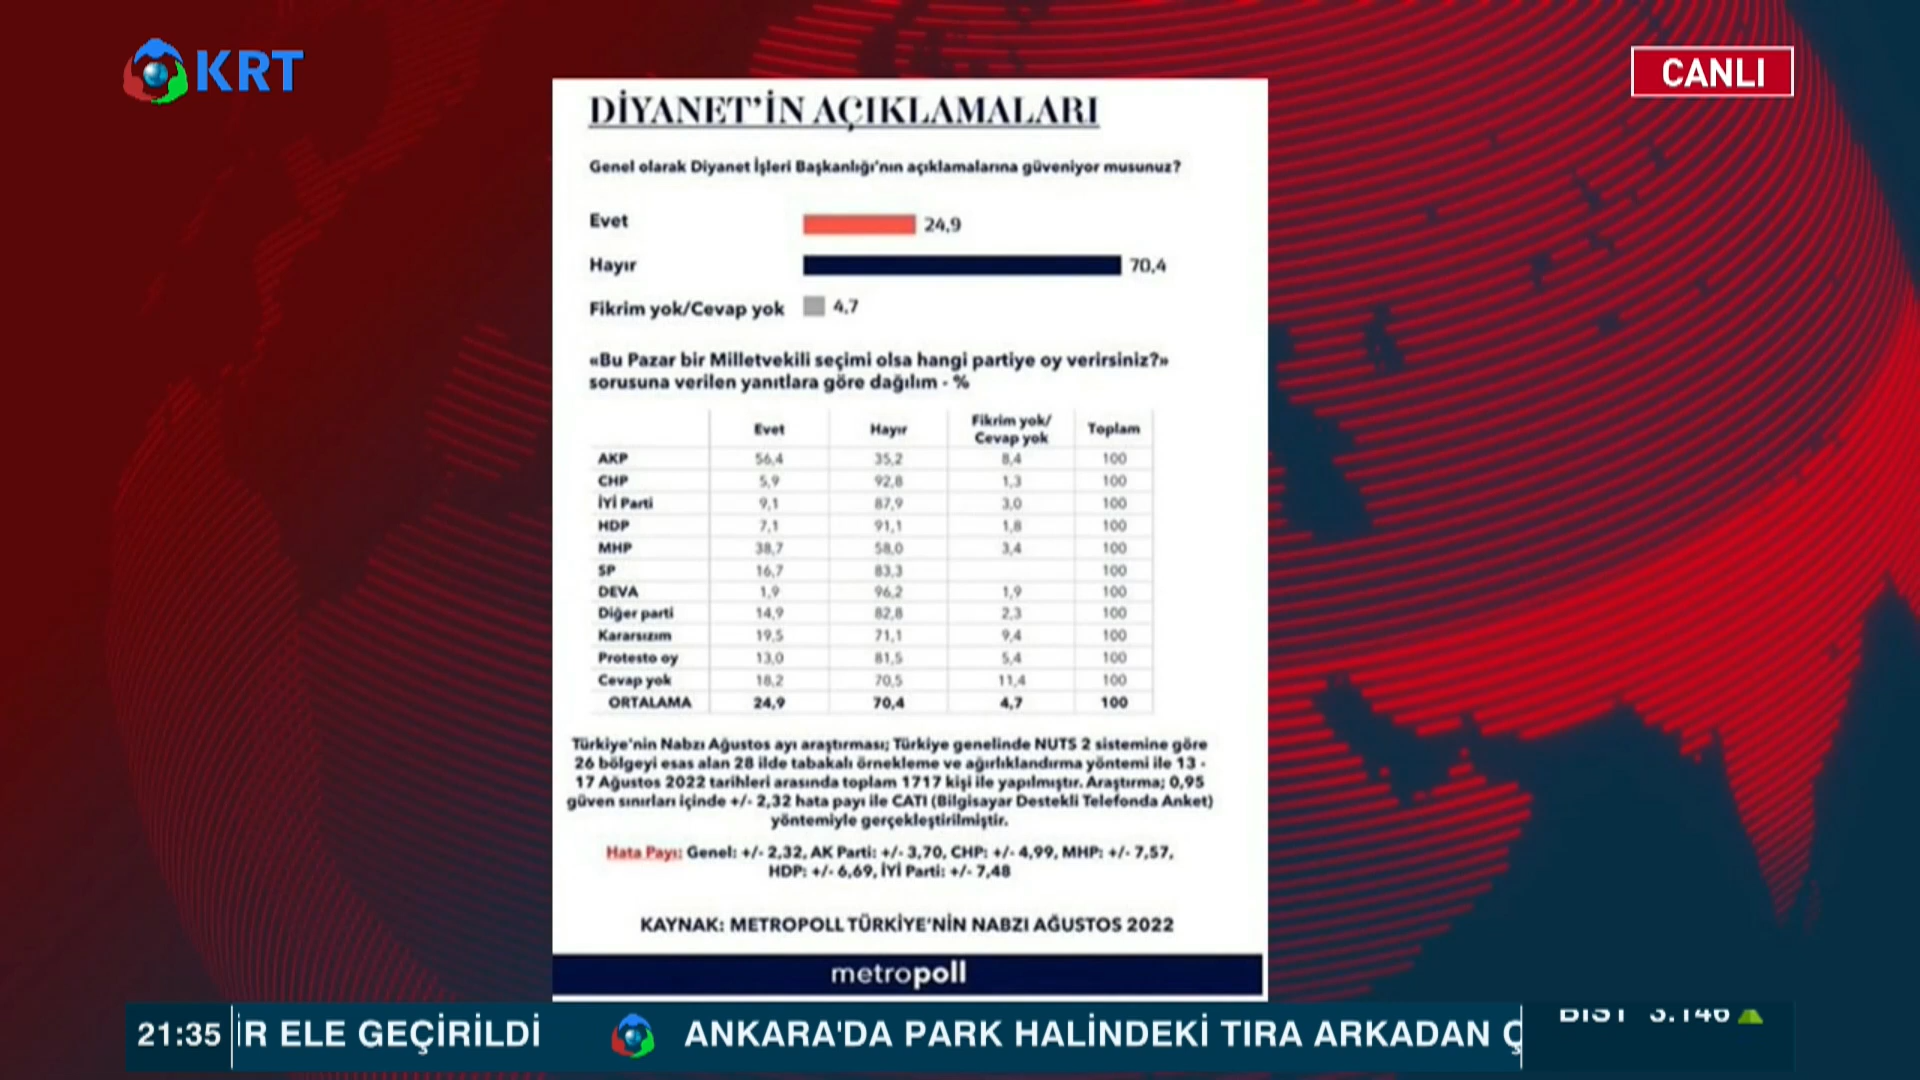 KRT
CANLI
DİYANET'İN AÇIKLAMALARI
Genel olarak Diyanet İşleri Başkanlığı'nın açıklamalarına güveniyor musunuz?
Evet 24,9
Hayır 70,4
Fikrim yok/Cevap yok 4,7
«Bu Pazar bir Milletvekili seçimi olsa hangi partiye oy verirsiniz?»
sorusuna verilen yanıtlara göre dağılım - %
Evet Hayır Fikrim yok/ Cevap yok Toplam
AKP 56,4 35,2 8,4 100
CHP 5,9 92,8 1,3 100
İYİ Parti 9,1 87,9 3,0 100
HDP 7,1 91,1 1,8 100
MHP 38,7 58,0 3,4 100
SP 16,7 83,3 100
DEVA 1,9 96,2 1,9 100
Diğer parti 14,9 82,8 2,3 100
Kararsızım 19,5 71,1 9,4 100
Protesto oy 13,0 81,5 5,4 100
Cevap yok 18,2 70,5 11,4 100
ORTALAMA 24,9 70,4 4,7 100
Türkiye'nin Nabzı Ağustos ayı araştırması; Türkiye genelinde NUTS 2 sistemine göre
26 bölgeyi esas alan 28 ilde tabakalı örnekleme ve ağırlıklandırma yöntemi ile 13 -
17 Ağustos 2022 tarihleri arasında toplam 1717 kişi ile yapılmıştır. Araştırma; 0,95
güven sınırları içinde +/- 2,32 hata payı ile CATI (Bilgisayar Destekli Telefonda Anket)
yöntemiyle gerçekleştirilmiştir.
Hata Payı: Genel: +/- 2,32, AK Parti: +/- 3,70, CHP: +/- 4,99, MHP: +/- 7,57,
HDP: +/- 6,69, İYİ Parti: +/- 7,48
KAYNAK: METROPOLL TÜRKİYE'NİN NABZI AĞUSTOS 2022
metropoll
21:35 İR ELE GEÇİRİLDİ ANKARA'DA PARK HALİNDEKİ TIRA ARKADAN Ç
BIST 3.146